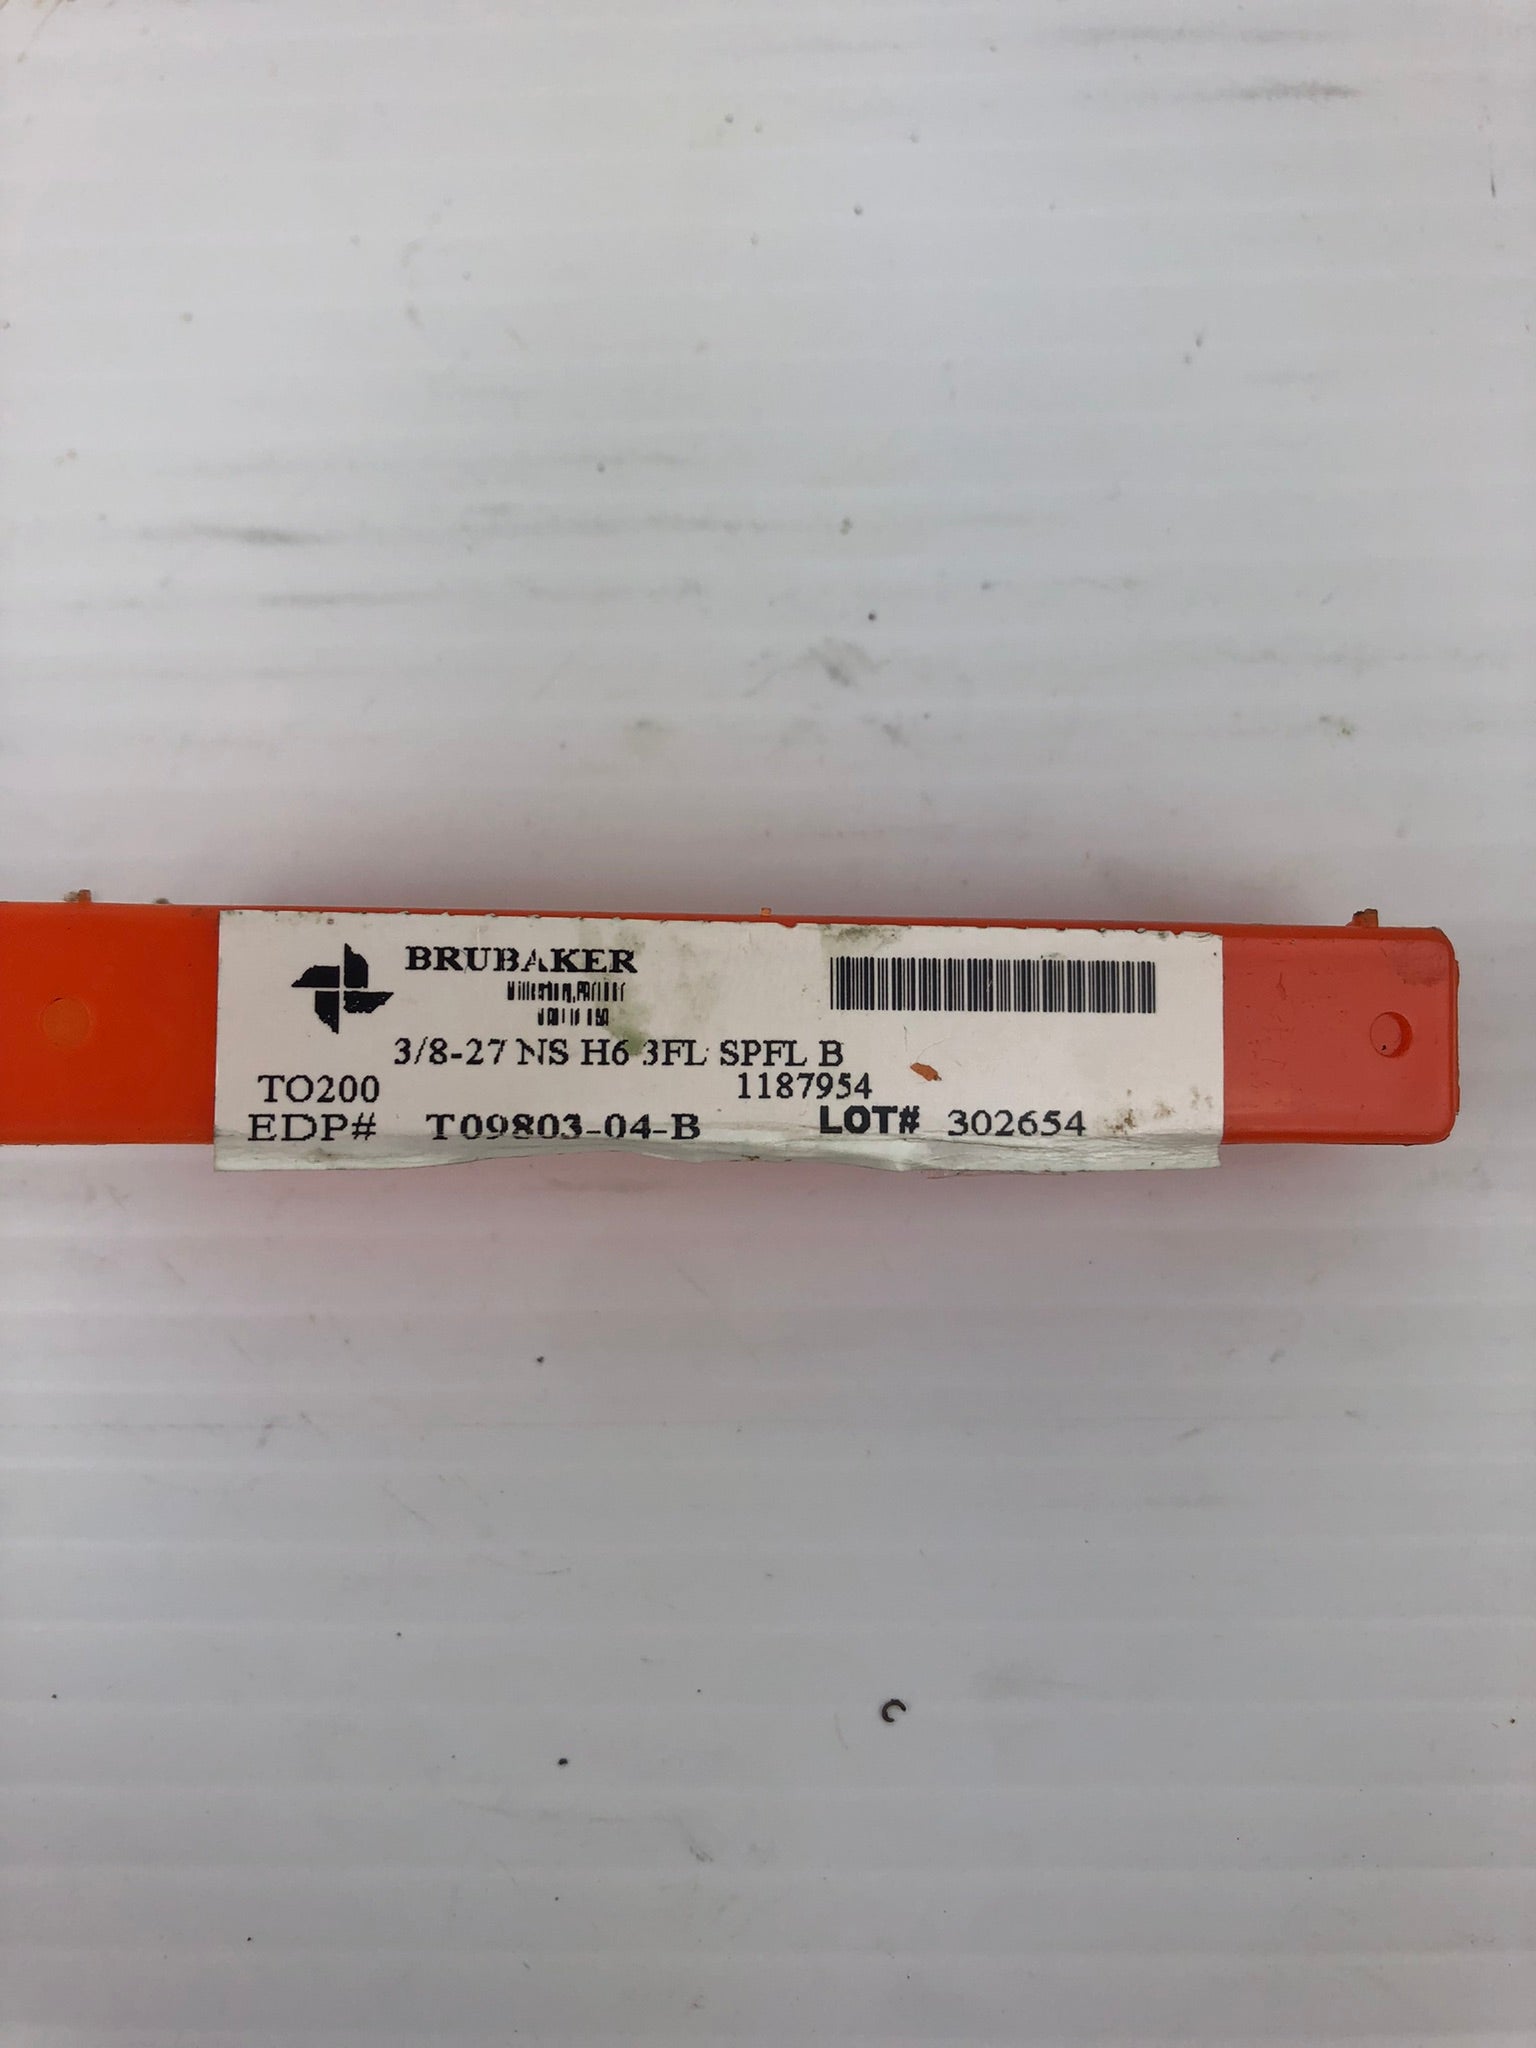 BRUBAKER
3/8-27 NS H6 3FL SPFL B
TO200 1187954
EDP# T09803-04-B LOT# 302654